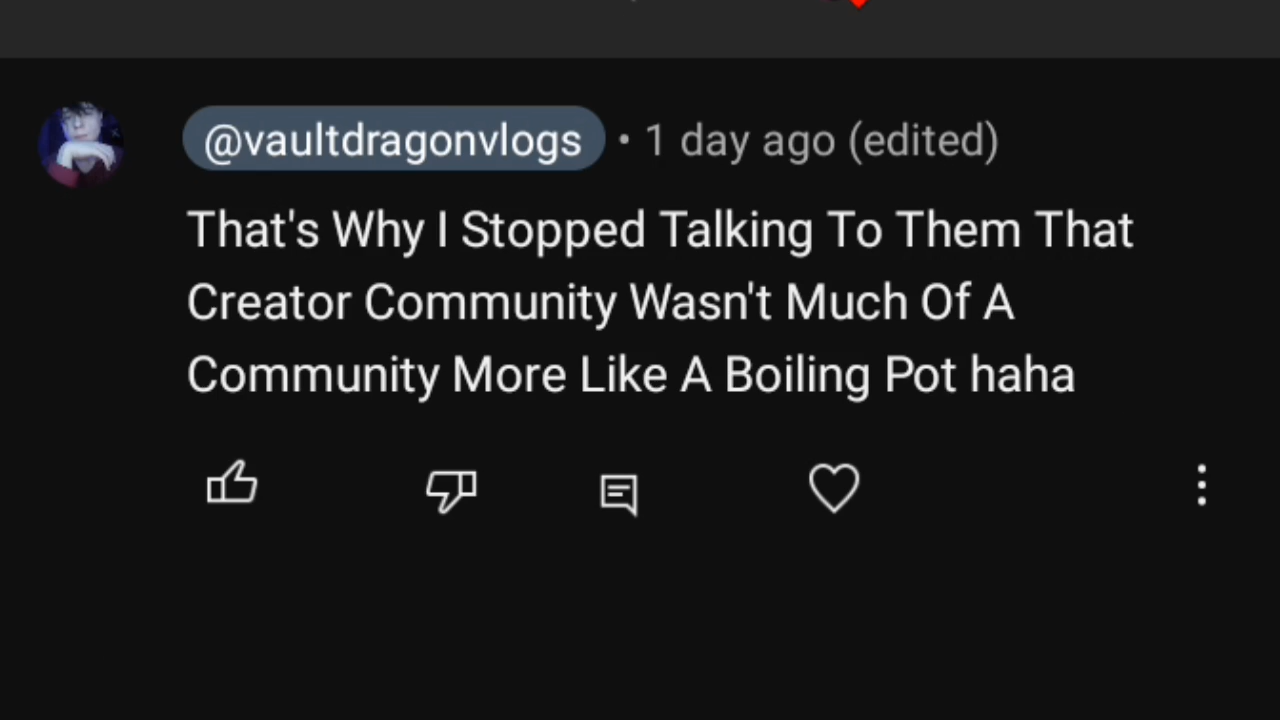 @vaultdragonvlogs • 1 day ago (edited)
That's Why I Stopped Talking To Them That
Creator Community Wasn't Much Of A
Community More Like A Boiling Pot haha